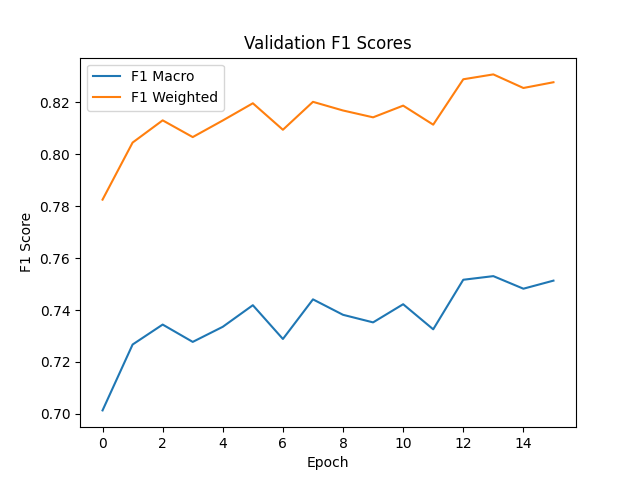 Validation F1 Scores
F1 Macro
F1 Weighted
0.82
0.80
0.78
0.76
0.74
0.72
0.70
F1 Score
0 2 4 6 8 10 12 14
Epoch